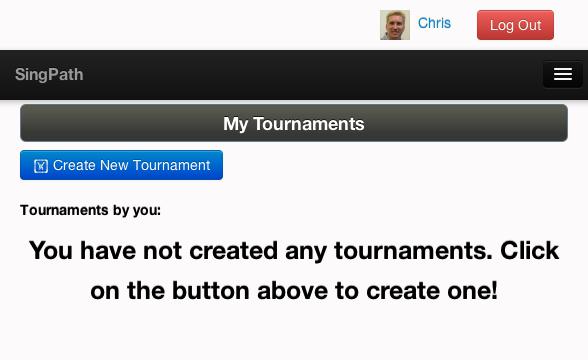 Chris
Log Out
SingPath
My Tournaments
Create New Tournament
Tournaments by you:
You have not created any tournaments. Click
on the button above to create one!